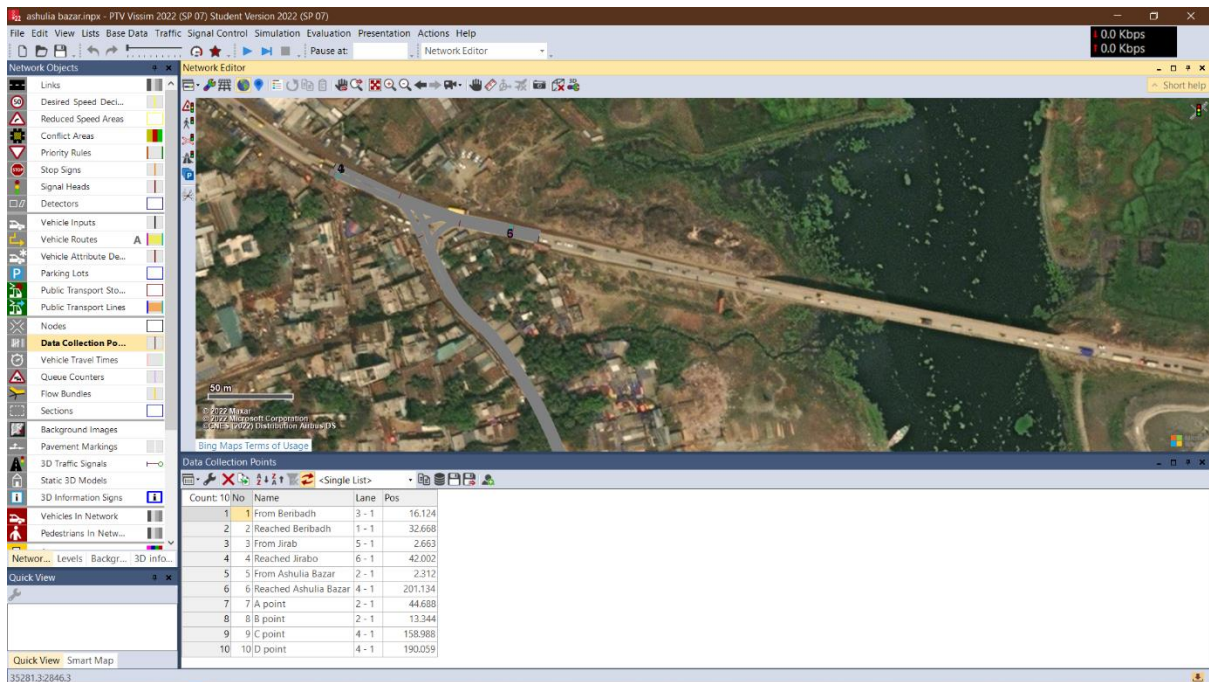 ashulia bazar.inpx - PTV Vissim 2022 (SP 07) Student Version 2022 (SP 07)
File Edit View Lists Base Data Traffic Signal Control Simulation Evaluation Presentation Actions Help
0.0 Kbps
0.0 Kbps
Pause at: Network Editor
Network Objects
Links
50 Desired Speed Deci...
Reduced Speed Areas
Conflict Areas
Priority Rules
STOP Stop Signs
Signal Heads
Detectors
Vehicle Inputs
Vehicle Routes A
Vehicle Attribute De...
P Parking Lots
Public Transport Sto...
Public Transport Lines
Nodes
Data Collection Po...
Vehicle Travel Times
Queue Counters
Flow Bundles
Sections
Background Images
Pavement Markings
3D Traffic Signals
Static 3D Models
3D Information Signs
Vehicles In Network
Pedestrians In Netw...
Networ... Levels Backgr... 3D info...
Quick View
Quick View Smart Map
35281.3:2846.3
Network Editor
Short help
4
6
50 m
© 2022 Maxar
© 2022 Microsoft Corporation
©CNES (2022) Distribution Airbus DS
Bing Maps Terms of Usage
Data Collection Points
<Single List>
Count: 10 No Name Lane Pos
1 1 From Beribadh 3 - 1 16.124
2 2 Reached Beribadh 1 - 1 32.668
3 3 From Jirab 5 - 1 2.663
4 4 Reached Jirabo 6 - 1 42.002
5 5 From Ashulia Bazar 2 - 1 2.312
6 6 Reached Ashulia Bazar 4 - 1 201.134
7 7 A point 2 - 1 44.688
8 8 B point 2 - 1 13.344
9 9 C point 4 - 1 158.988
10 10 D point 4 - 1 190.059